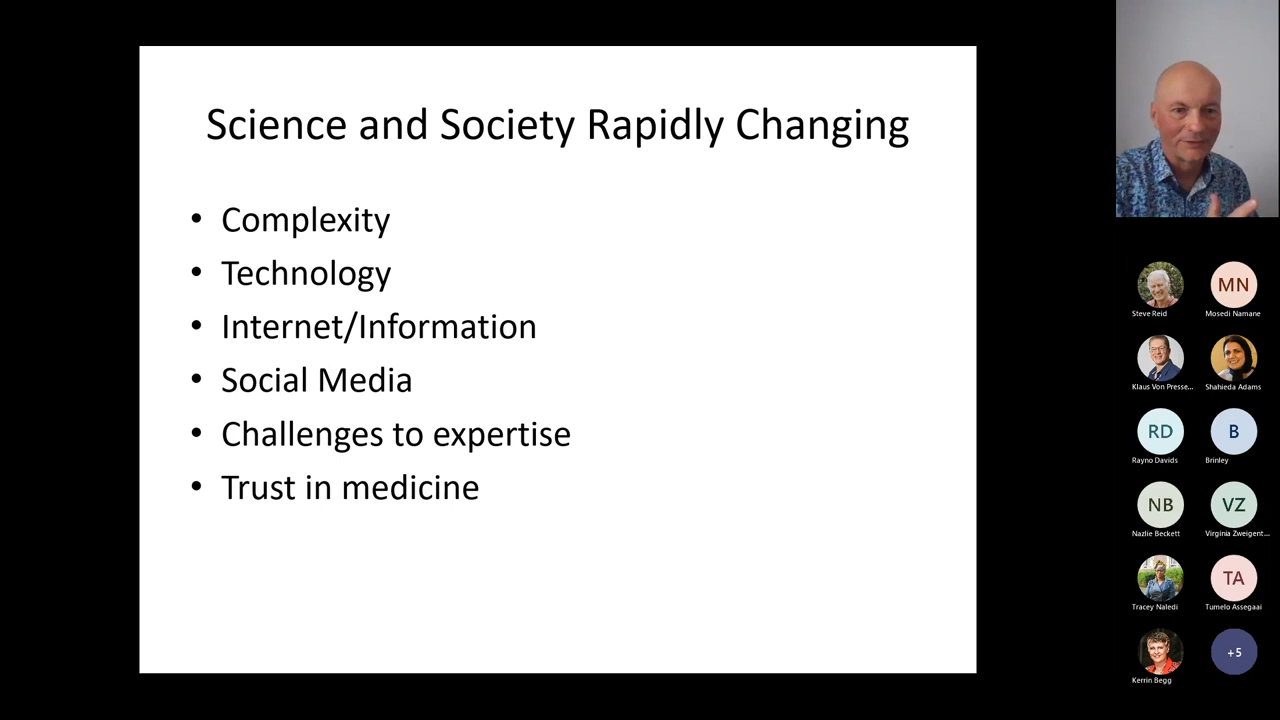 Science and Society Rapidly Changing
• Complexity
• Technology
• Internet/Information
• Social Media
• Challenges to expertise
• Trust in medicine
Steve Reid
MN
Mosedi Namane
Klaus Von Presse...
Shahieda Adams
RD
Rayno Davids
B
Brinley
NB
Nazlie Beckett
VZ
Virginia Zweigent...
Tracey Naledi
TA
Tumelo Assegaai
Kerrin Begg
+5